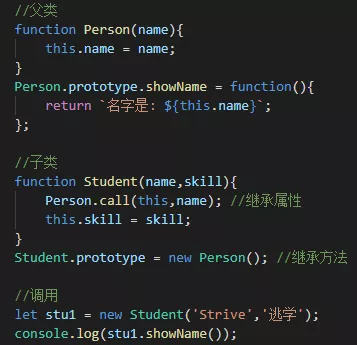 //父类
function Person(name){
    this.name = name;
}
Person.prototype.showName = function(){
    return `名字是: ${this.name}`;
};
//子类
function Student(name,skill){
    Person.call(this,name); //继承属性
    this.skill = skill;
}
Student.prototype = new Person(); //继承方法
//调用
let stu1 = new Student('Strive','逃学');
console.log(stu1.showName());